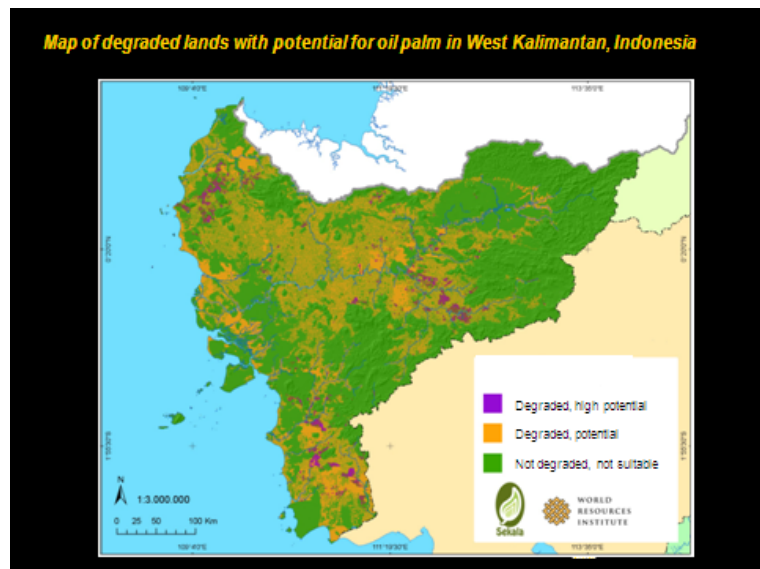 Map of degraded lands with potential for oil palm in West Kalimantan, Indonesia
Degraded, high potential
Degraded, potential
Not degraded, not suitable
N
1:3.000.000
0 25 50 100 Km
Sekala
WORLD
RESOURCES
INSTITUTE